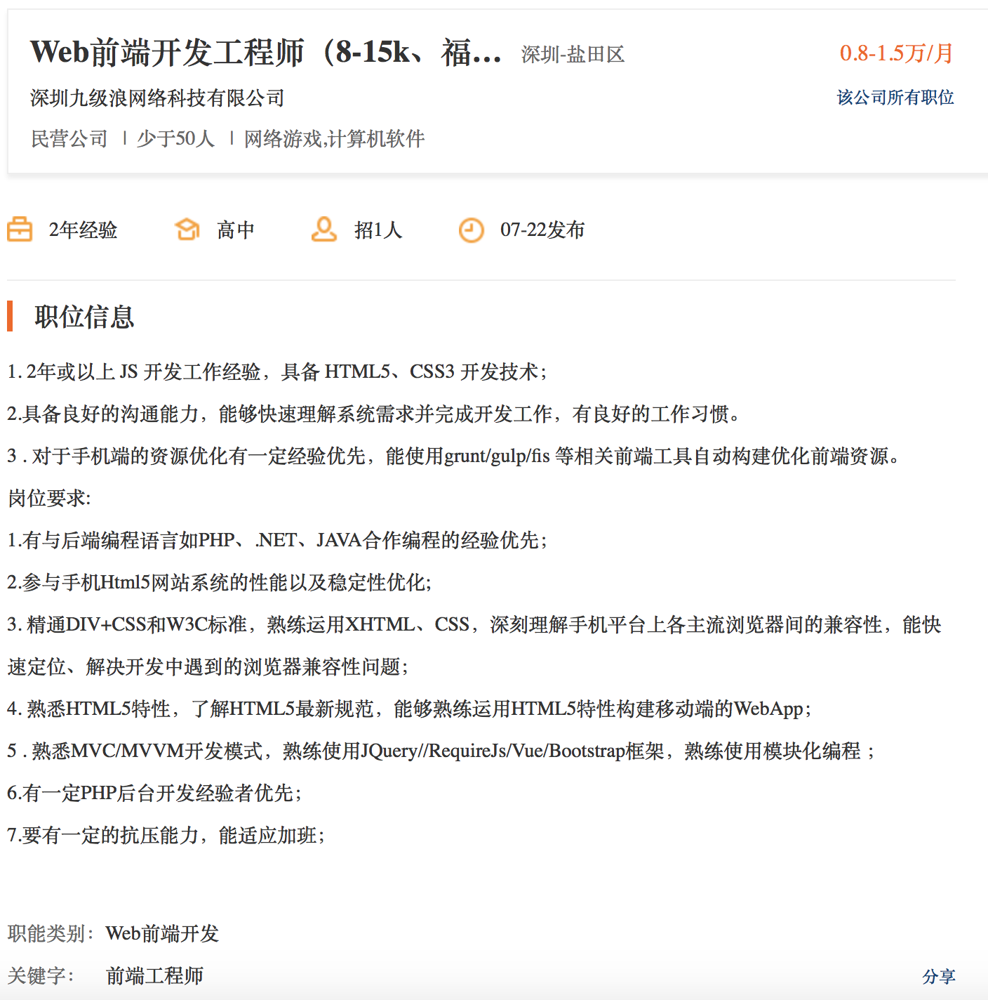 Web前端开发工程师（8-15k、福... 深圳-盐田区 0.8-1.5万/月
深圳九级浪网络科技有限公司 该公司所有职位
民营公司 | 少于50人 | 网络游戏,计算机软件
2年经验 高中 招1人 07-22发布
职位信息
1. 2年或以上 JS 开发工作经验，具备 HTML5、CSS3 开发技术；
2.具备良好的沟通能力，能够快速理解系统需求并完成开发工作，有良好的工作习惯。
3 . 对于手机端的资源优化有一定经验优先，能使用grunt/gulp/fis 等相关前端工具自动构建优化前端资源。
岗位要求:
1.有与后端编程语言如PHP、.NET、JAVA合作编程的经验优先；
2.参与手机Html5网站系统的性能以及稳定性优化;
3. 精通DIV+CSS和W3C标准，熟练运用XHTML、CSS，深刻理解手机平台上各主流浏览器间的兼容性，能快
速定位、解决开发中遇到的浏览器兼容性问题；
4. 熟悉HTML5特性，了解HTML5最新规范，能够熟练运用HTML5特性构建移动端的WebApp；
5 . 熟悉MVC/MVVM开发模式，熟练使用JQuery//RequireJs/Vue/Bootstrap框架，熟练使用模块化编程；
6.有一定PHP后台开发经验者优先；
7.要有一定的抗压能力，能适应加班；
职能类别： Web前端开发
关键字： 前端工程师 分享